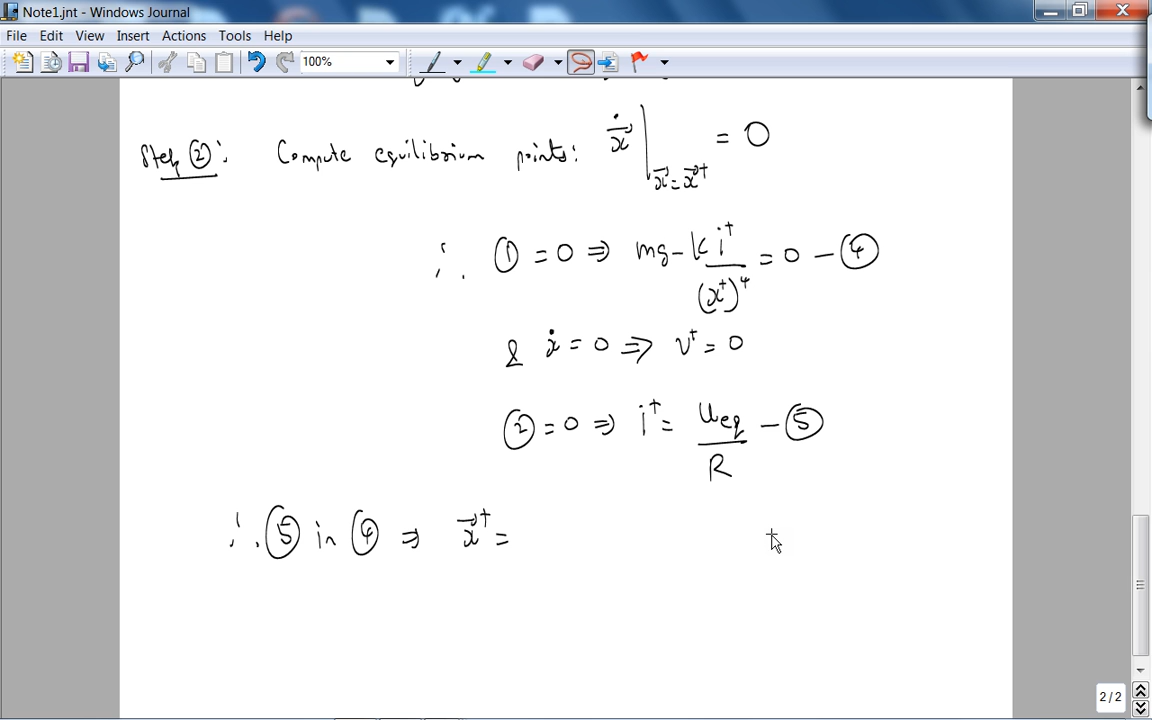 Note1.jnt - Windows Journal
File Edit View Insert Actions Tools Help
100%
Step ②: Compute equilibrium points: ẋ⃗ |x⃗=x⃗† = 0
∴ ① = 0 ⇒ mg - k i†/(x†)⁴ = 0 - ④
& ẋ = 0 ⇒ v† = 0
② = 0 ⇒ i† = ueq/R - ⑤
∴ ⑤ in ④ ⇒ x⃗† =
2/2